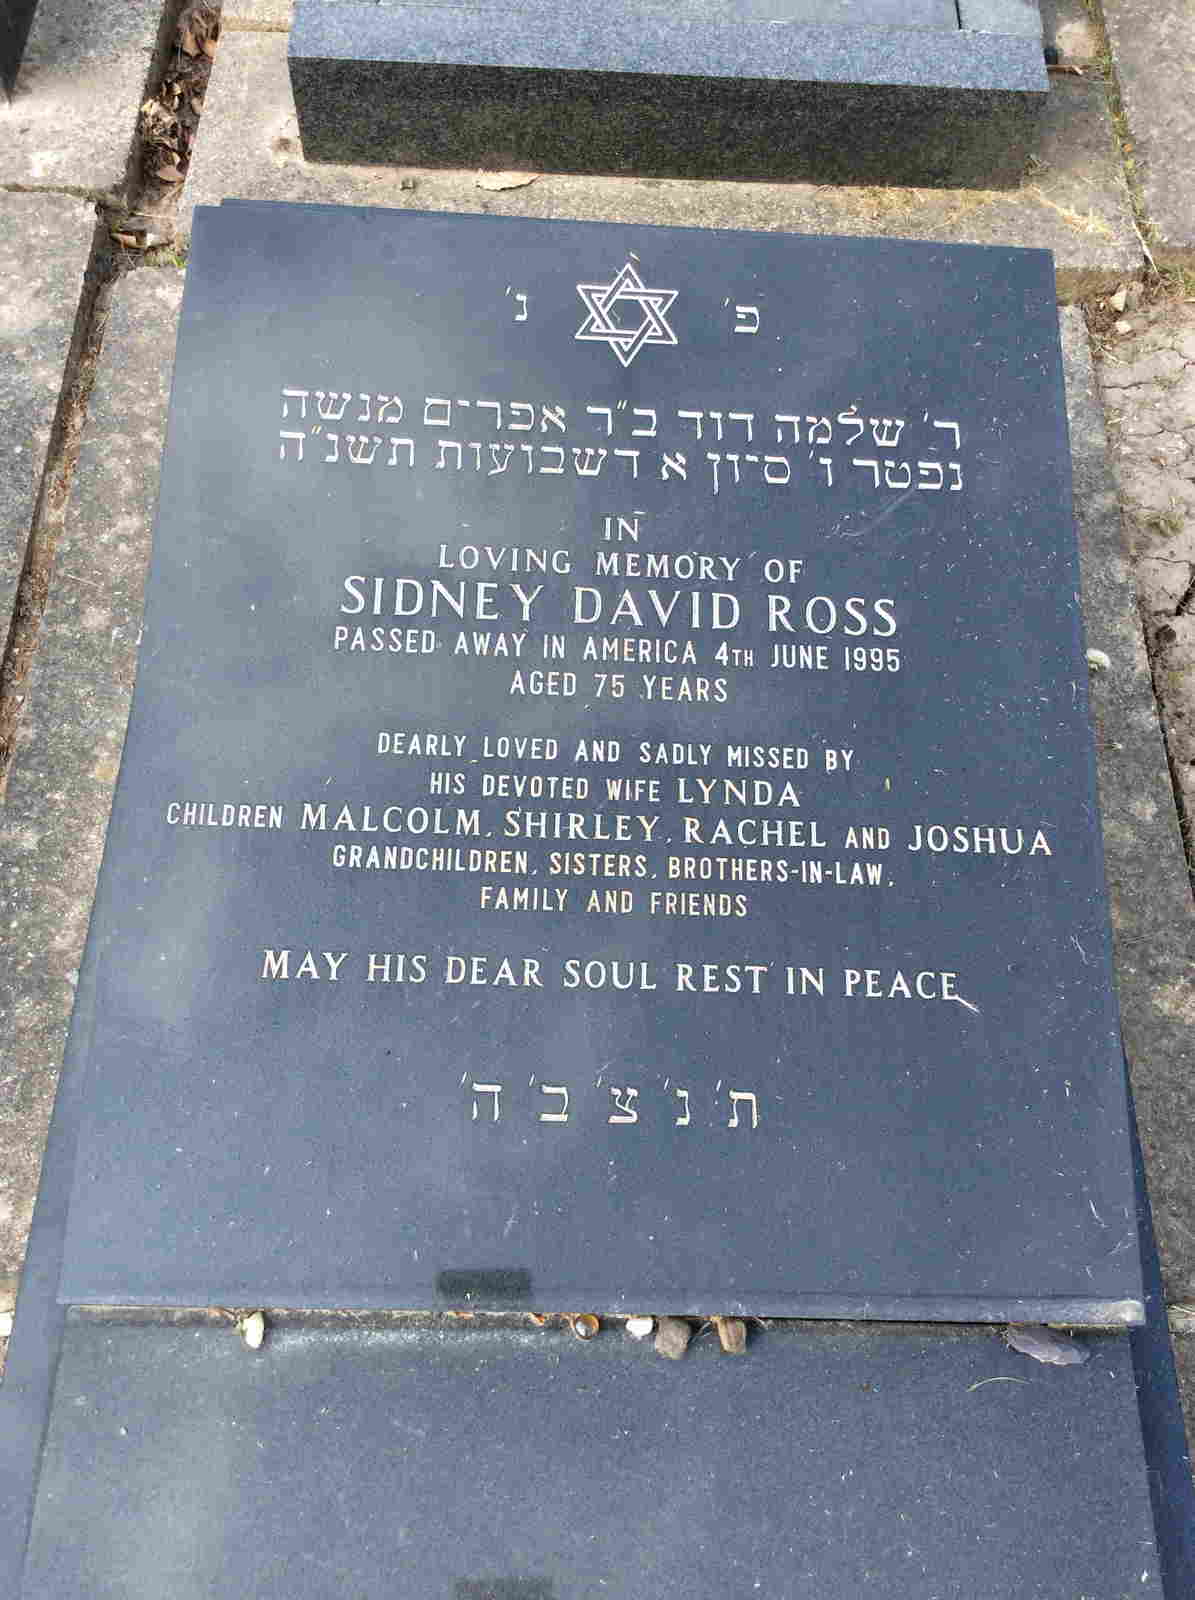 פ' נ'
ר' שלמה דוד ב"ר אפרים מנשה
נפטר ו' סיון א דשבועות תשנ"ה
IN
LOVING MEMORY OF
SIDNEY DAVID ROSS
PASSED AWAY IN AMERICA 4TH JUNE 1995
AGED 75 YEARS
DEARLY LOVED AND SADLY MISSED BY
HIS DEVOTED WIFE LYNDA
CHILDREN MALCOLM, SHIRLEY, RACHEL AND JOSHUA
GRANDCHILDREN, SISTERS, BROTHERS-IN-LAW,
FAMILY AND FRIENDS
MAY HIS DEAR SOUL REST IN PEACE
ת' נ' צ' ב' ה'